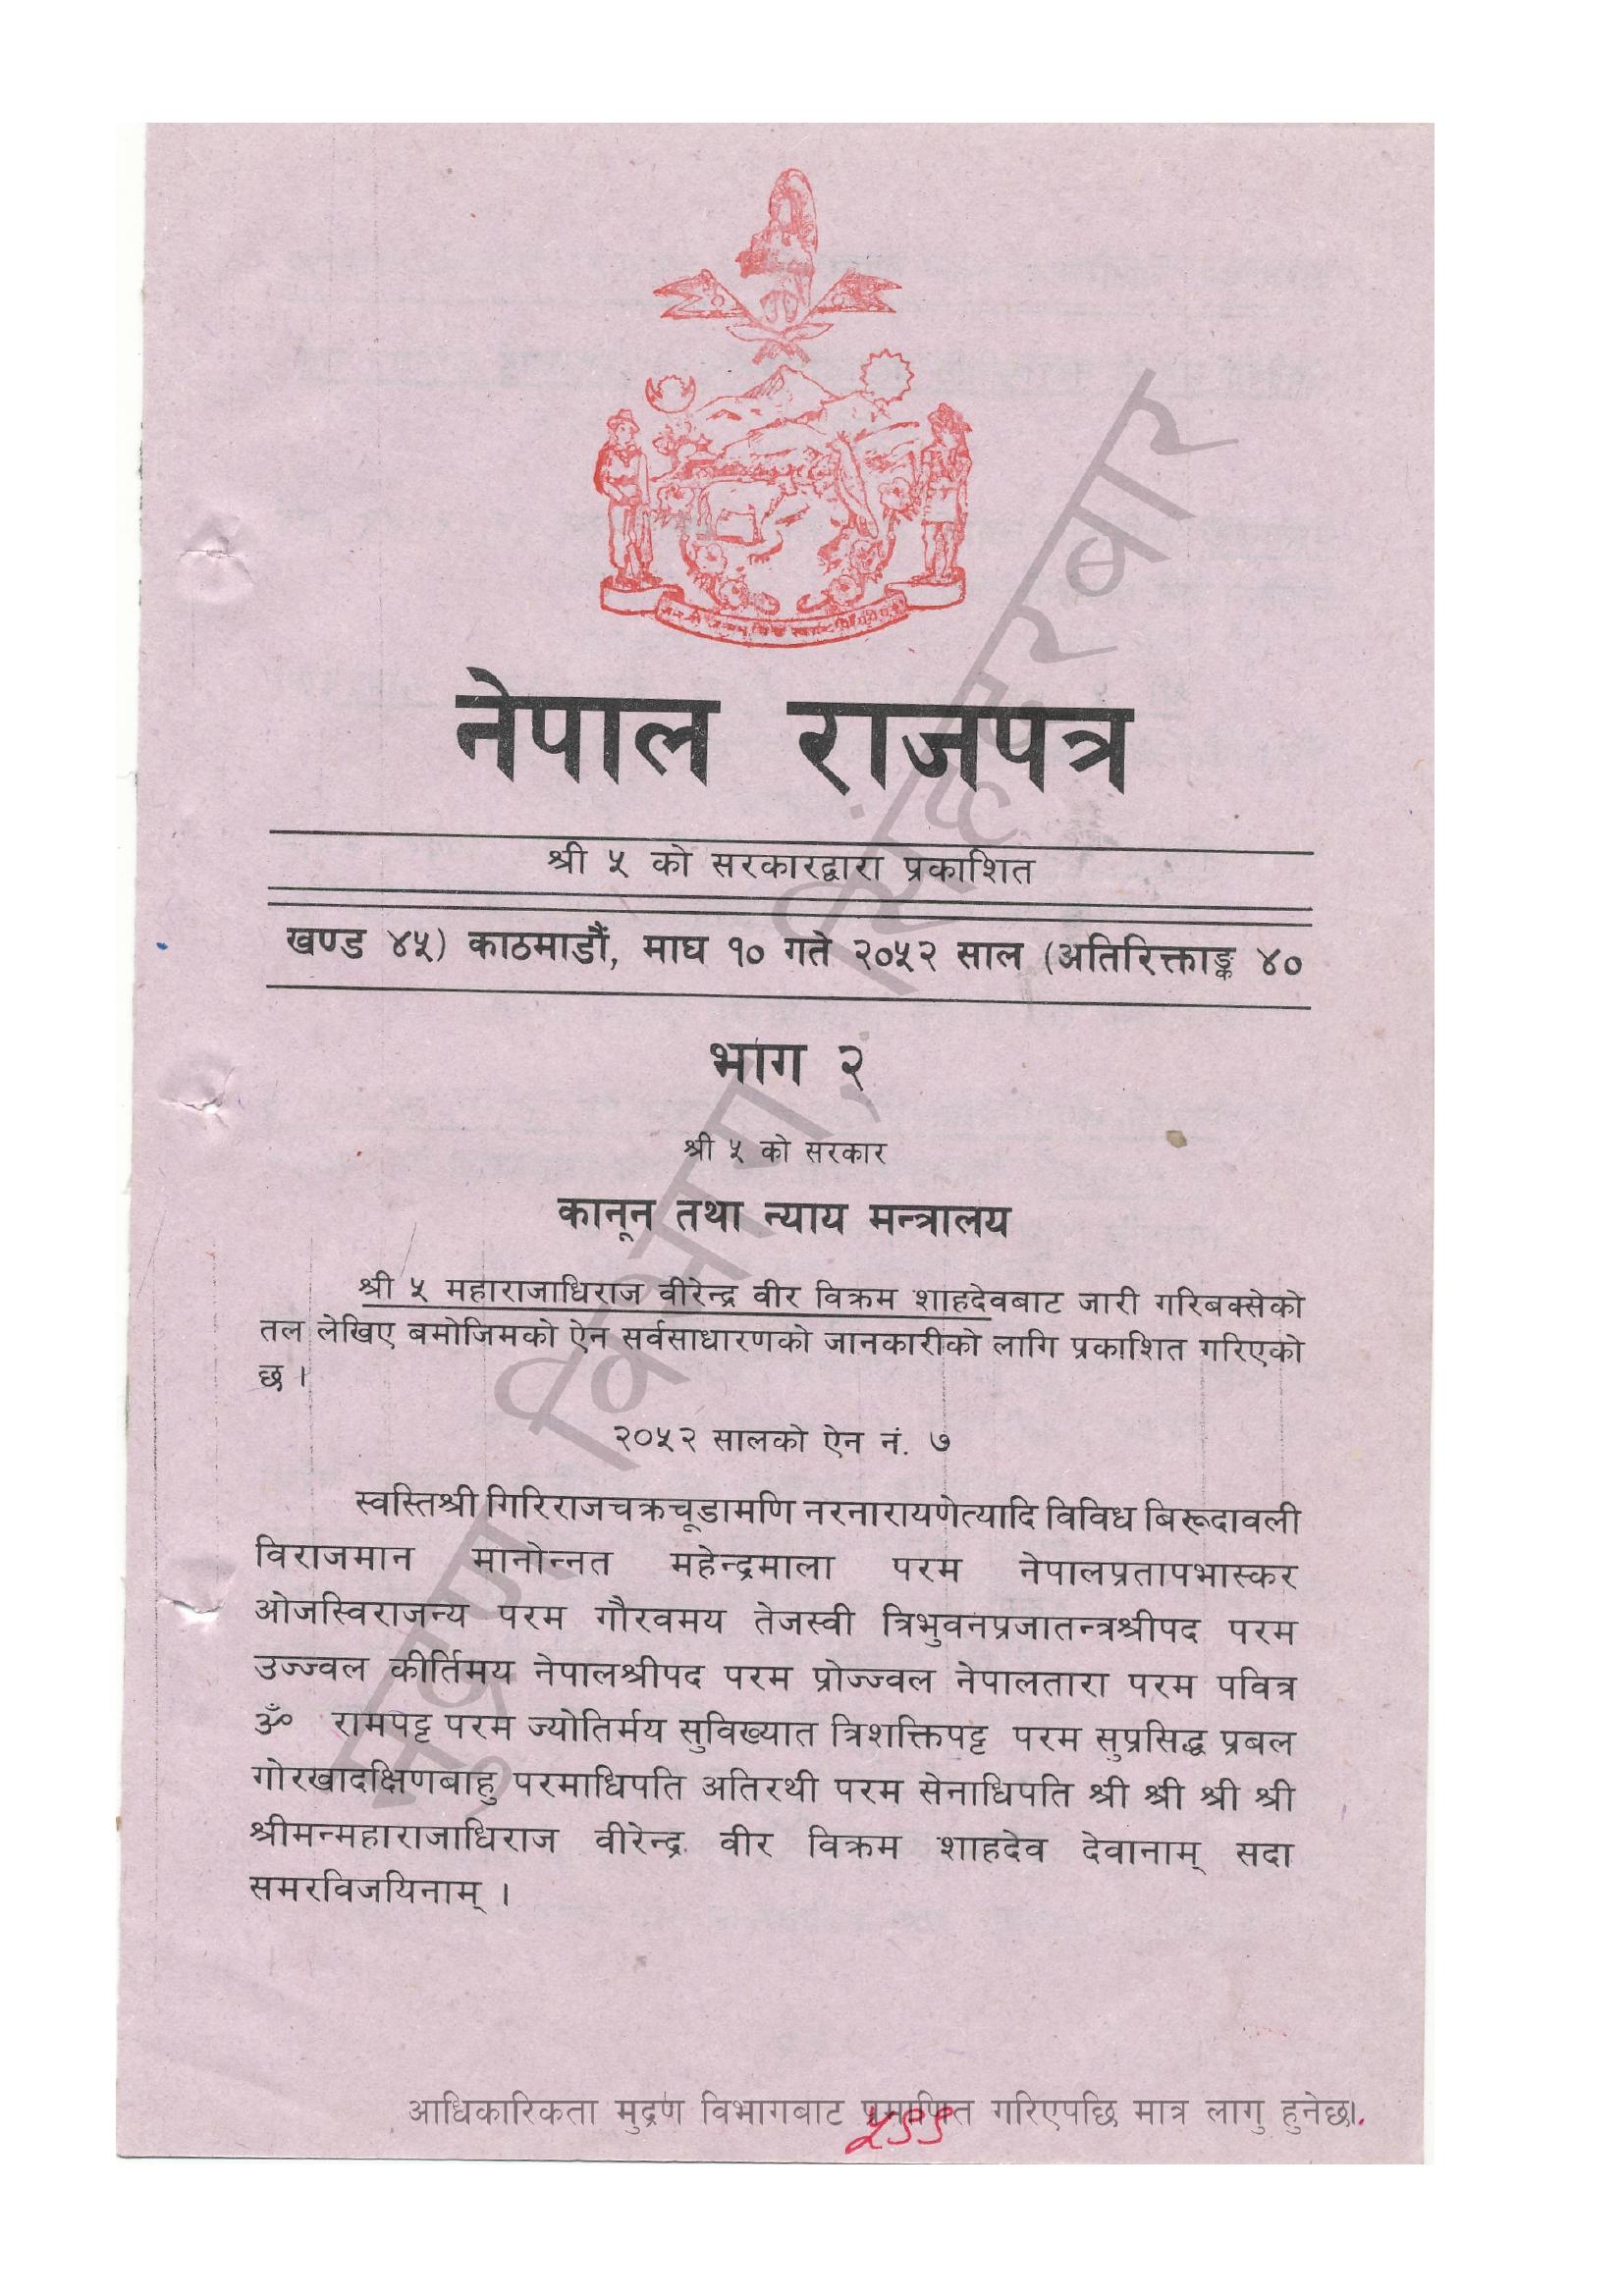 नेपाल राजपत्र
श्री ५ को सरकारद्वारा प्रकाशित
खण्ड ४५) काठमाडौं, माघ १० गते २०५२ साल (अतिरिक्ताङ्क ४०
भाग २
श्री ५ को सरकार
कानून तथा न्याय मन्त्रालय
श्री ५ महाराजाधिराज वीरेन्द्र वीर विक्रम शाहदेवबाट जारी गरिबक्सेको
तल लेखिए बमोजिमको ऐन सर्वसाधारणको जानकारीको लागि प्रकाशित गरिएको
छ ।
२०५२ सालको ऐन नं. ७
स्वस्तिश्री गिरिराजचक्रचूडामणि नरनारायणेत्यादि विविध बिरूदावली
विराजमान मानोन्नत महेन्द्रमाला परम नेपालप्रतापभास्कर
ओजस्विराजन्य परम गौरवमय तेजस्वी त्रिभुवनप्रजातन्त्रश्रीपद परम
उज्ज्वल कीर्तिमय नेपालश्रीपद परम प्रोज्ज्वल नेपालतारा परम पवित्र
ॐ रामपट्ट परम ज्योतिर्मय सुविख्यात त्रिशक्तिपट्ट परम सुप्रसिद्ध प्रबल
गोरखादक्षिणबाहु परमाधिपति अतिरथी परम सेनाधिपति श्री श्री श्री श्री
श्रीमन्महाराजाधिराज वीरेन्द्र वीर विक्रम शाहदेव देवानाम् सदा
समरविजयिनाम् ।
मुद्रण विभाग, सिंहदरवार
आधिकारिकता मुद्रण विभागबाट प्रमाणित गरिएपछि मात्र लागु हुनेछ।